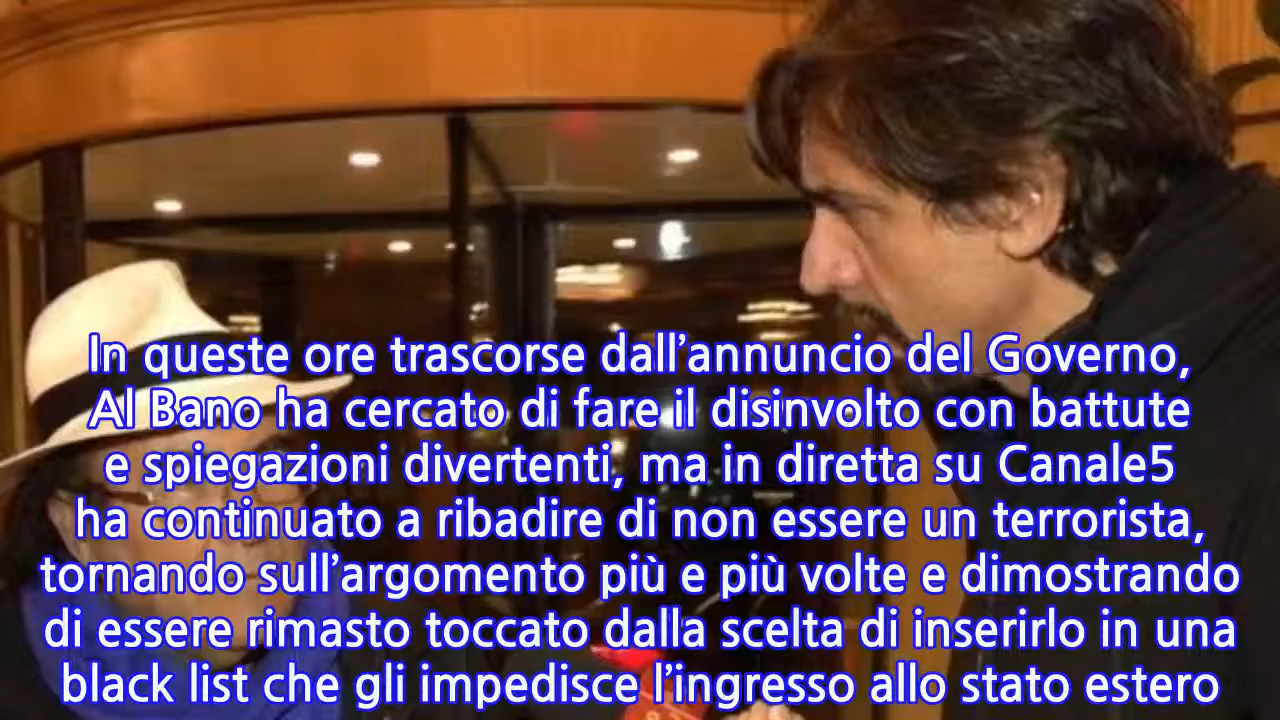 In queste ore trascorse dall'annuncio del Governo,
Al Bano ha cercato di fare il disinvolto con battute
e spiegazioni divertenti, ma in diretta su Canale5
ha continuato a ribadire di non essere un terrorista,
tornando sull'argomento più e più volte e dimostrando
di essere rimasto toccato dalla scelta di inserirlo in una
black list che gli impedisce l'ingresso allo stato estero